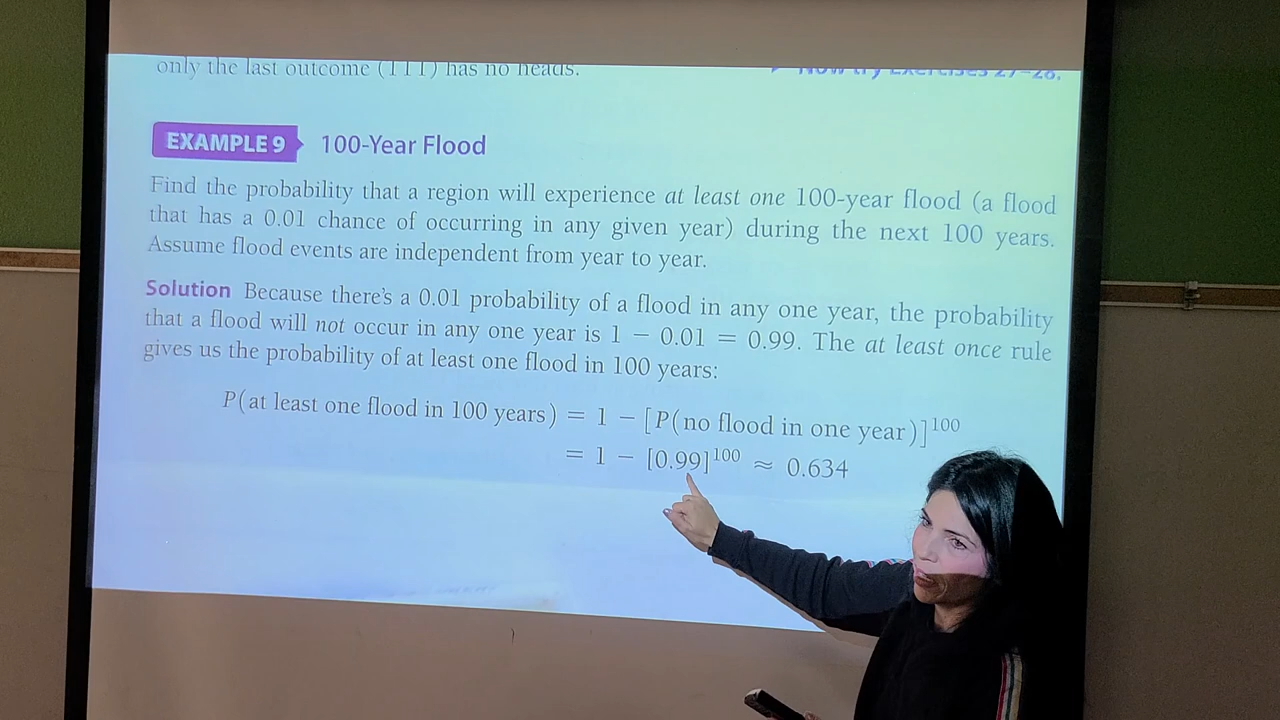 only the last outcome (TTT) has no heads.
Now try Exercises 27–28.
EXAMPLE 9 100-Year Flood
Find the probability that a region will experience at least one 100-year flood (a flood
that has a 0.01 chance of occurring in any given year) during the next 100 years.
Assume flood events are independent from year to year.
Solution Because there's a 0.01 probability of a flood in any one year, the probability
that a flood will not occur in any one year is 1 − 0.01 = 0.99. The at least once rule
gives us the probability of at least one flood in 100 years:
P(at least one flood in 100 years) = 1 − [P(no flood in one year)]¹⁰⁰
= 1 − [0.99]¹⁰⁰ ≈ 0.634